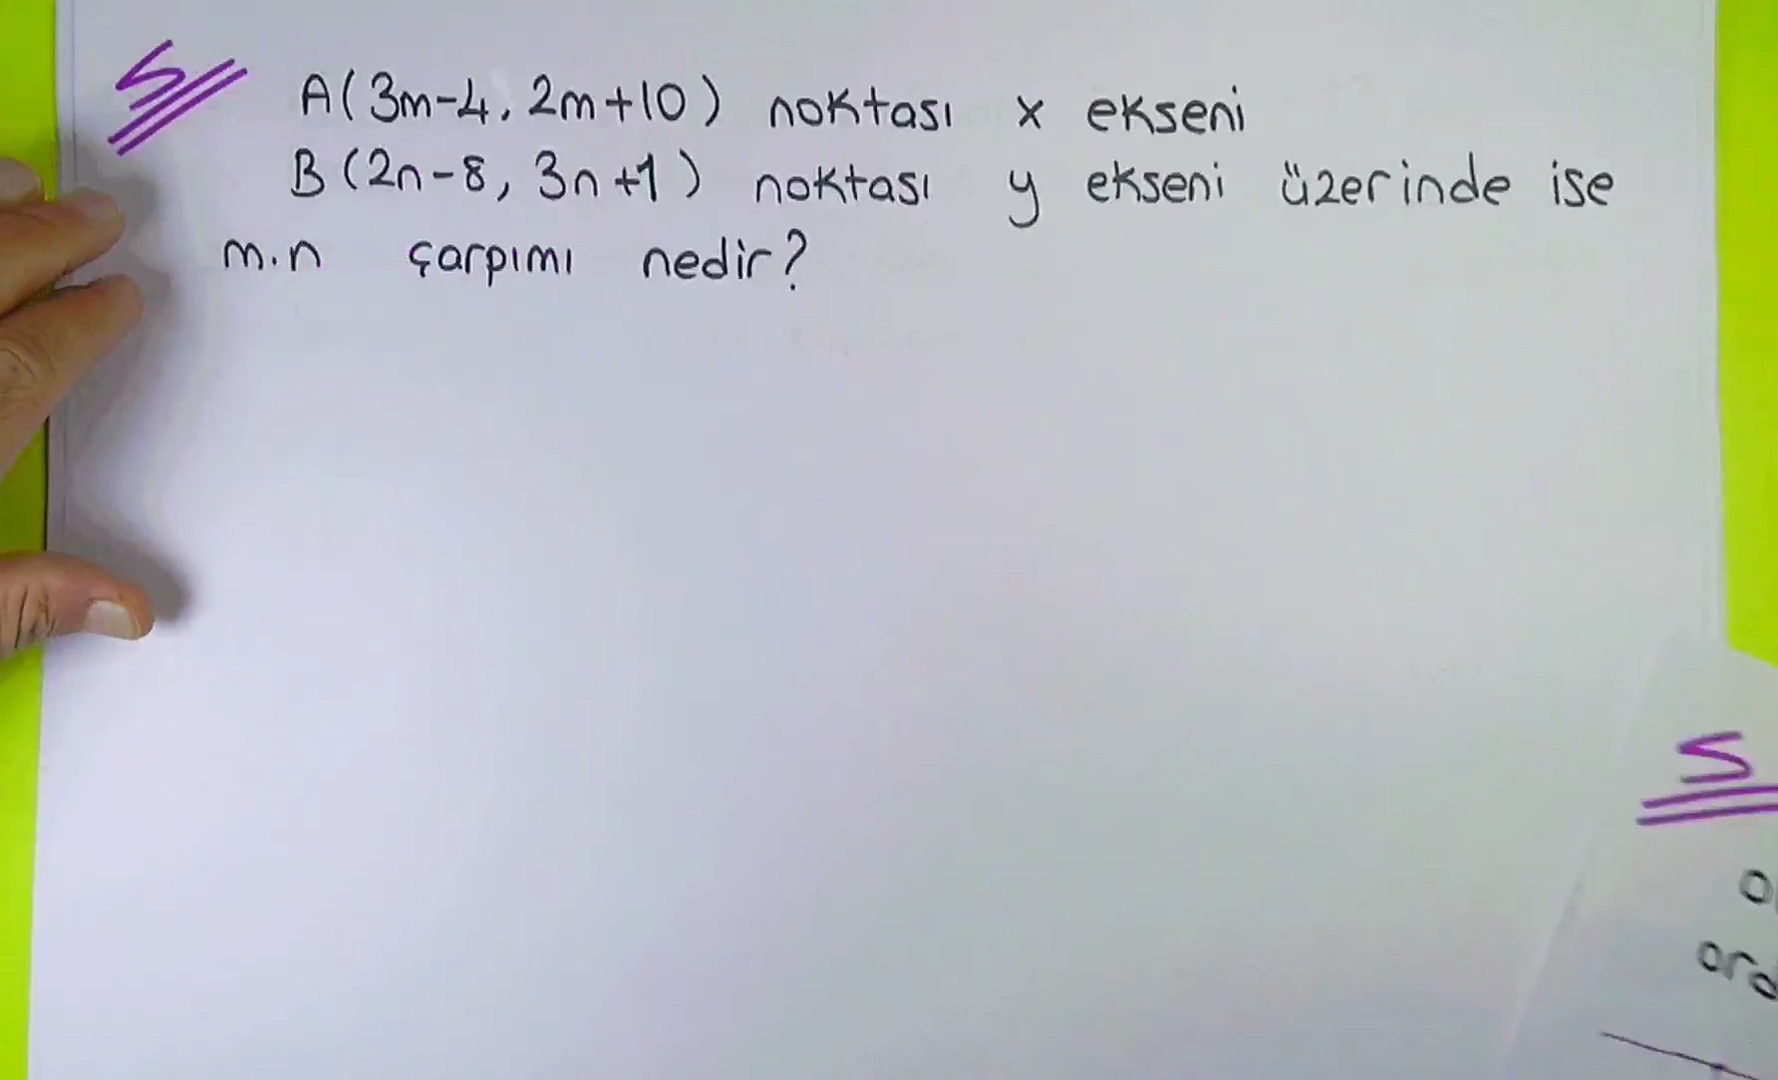 S
A(3m-4, 2m+10) noktası x ekseni
B(2n-8, 3n+1) noktası y ekseni üzerinde ise
m.n çarpımı nedir?
S